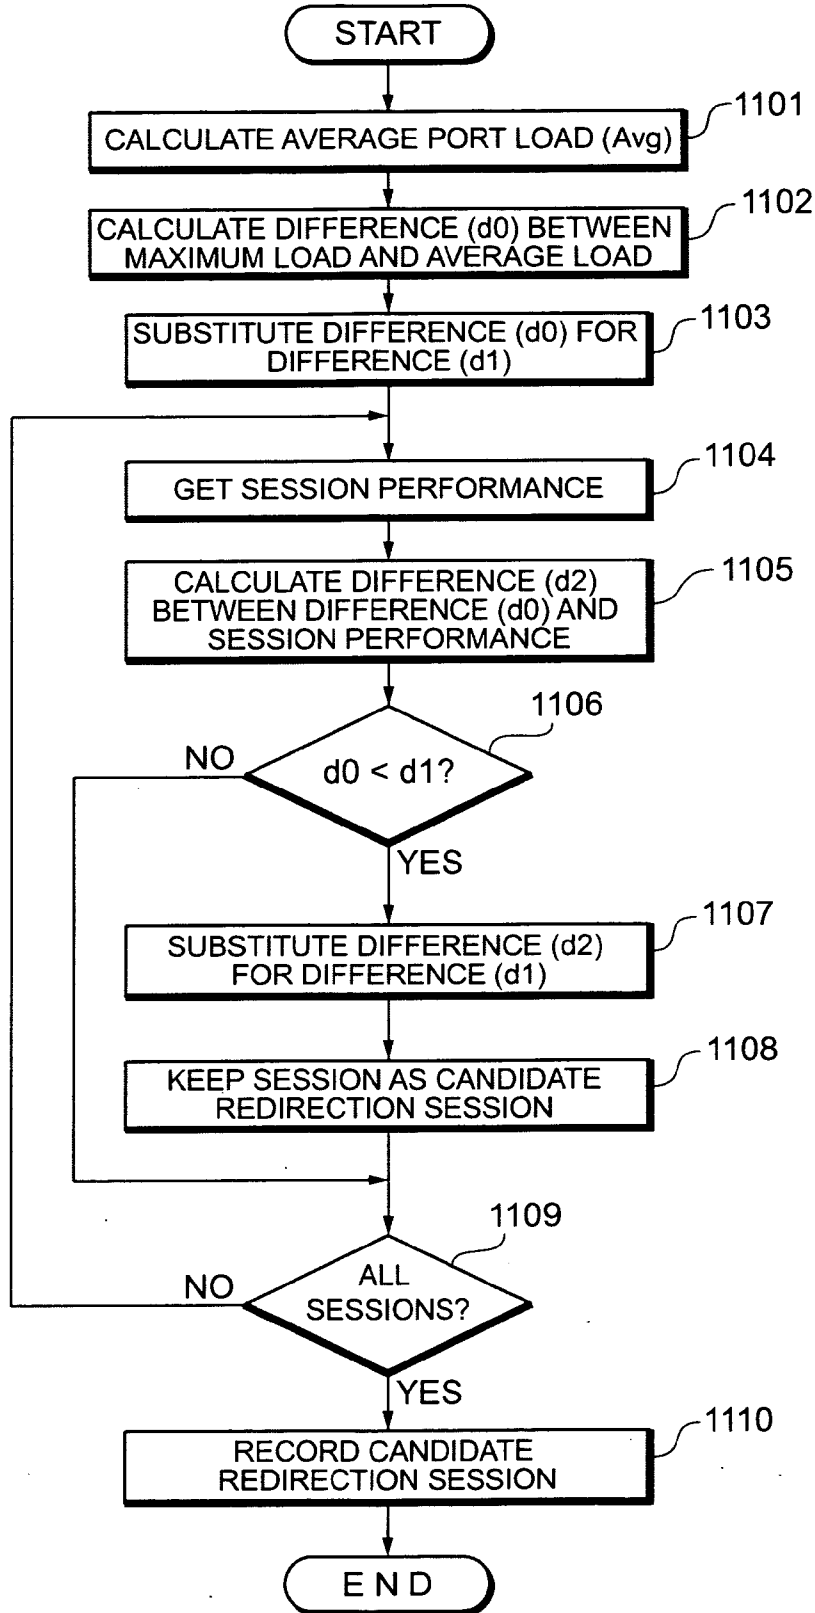 START
1101
CALCULATE AVERAGE PORT LOAD (Avg)
1102
CALCULATE DIFFERENCE (d0) BETWEEN
MAXIMUM LOAD AND AVERAGE LOAD
1103
SUBSTITUTE DIFFERENCE (d0) FOR
DIFFERENCE (d1)
1104
GET SESSION PERFORMANCE
1105
CALCULATE DIFFERENCE (d2)
BETWEEN DIFFERENCE (d0) AND
SESSION PERFORMANCE
1106
NO
d0 < d1?
YES
1107
SUBSTITUTE DIFFERENCE (d2)
FOR DIFFERENCE (d1)
1108
KEEP SESSION AS CANDIDATE
REDIRECTION SESSION
1109
NO
ALL
SESSIONS?
YES
1110
RECORD CANDIDATE
REDIRECTION SESSION
END